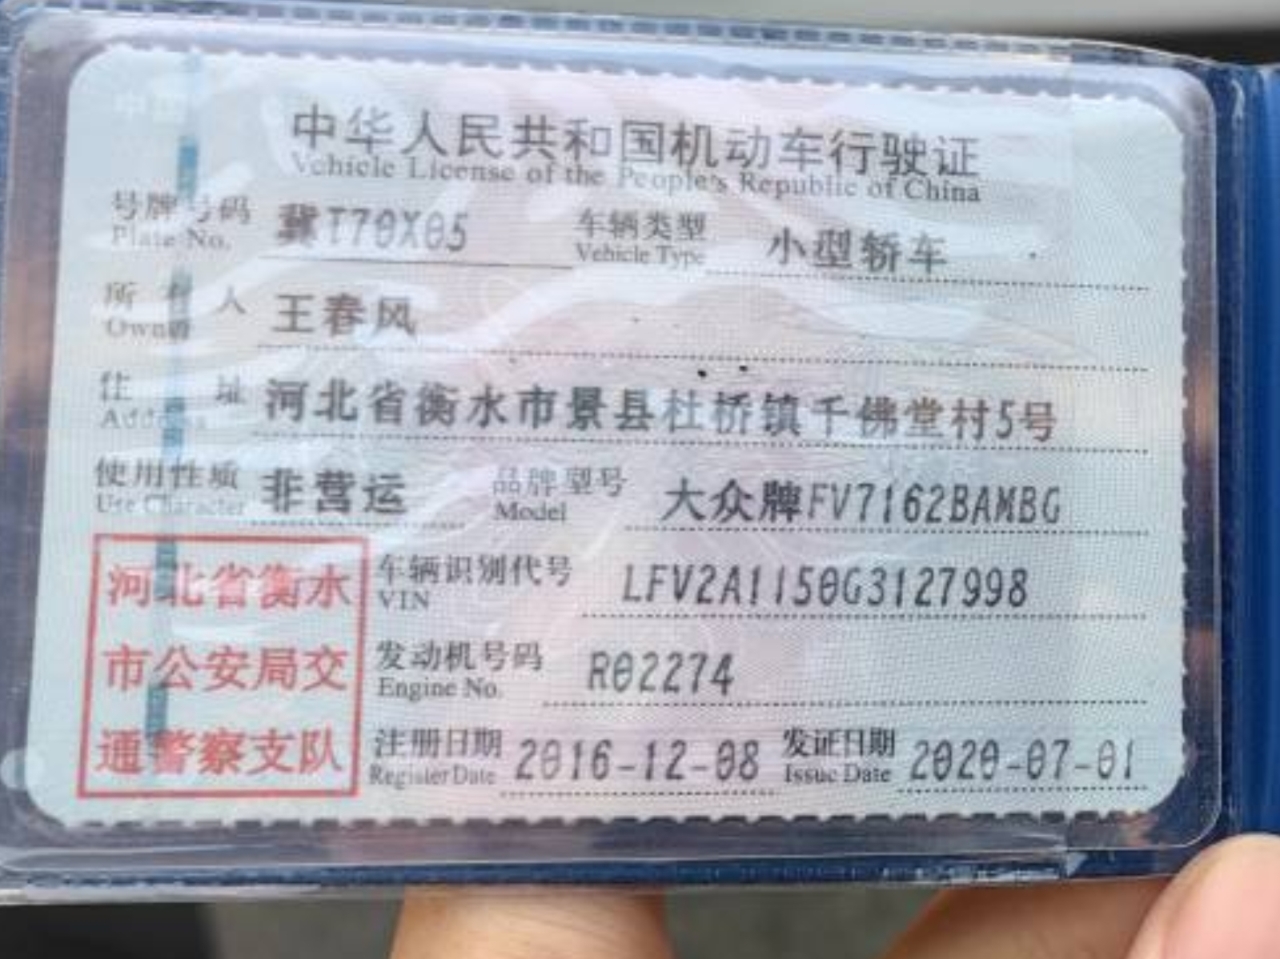 中华人民共和国机动车行驶证
Vehicle License of the People's Republic of China
号牌号码 冀T70X05 车辆类型 小型轿车
Plate No. Vehicle Type
所有人 王春风
Owner
住址 河北省衡水市景县杜桥镇千佛堂村5号
Address
使用性质 非营运 品牌型号 大众牌FV7162BAMBG
Use Character Model
河北省衡水
市公安局交
通警察支队
车辆识别代号 LFV2A1150G3127998
VIN
发动机号码 R02274
Engine No.
注册日期 2016-12-08 发证日期 2020-07-01
Register Date Issue Date